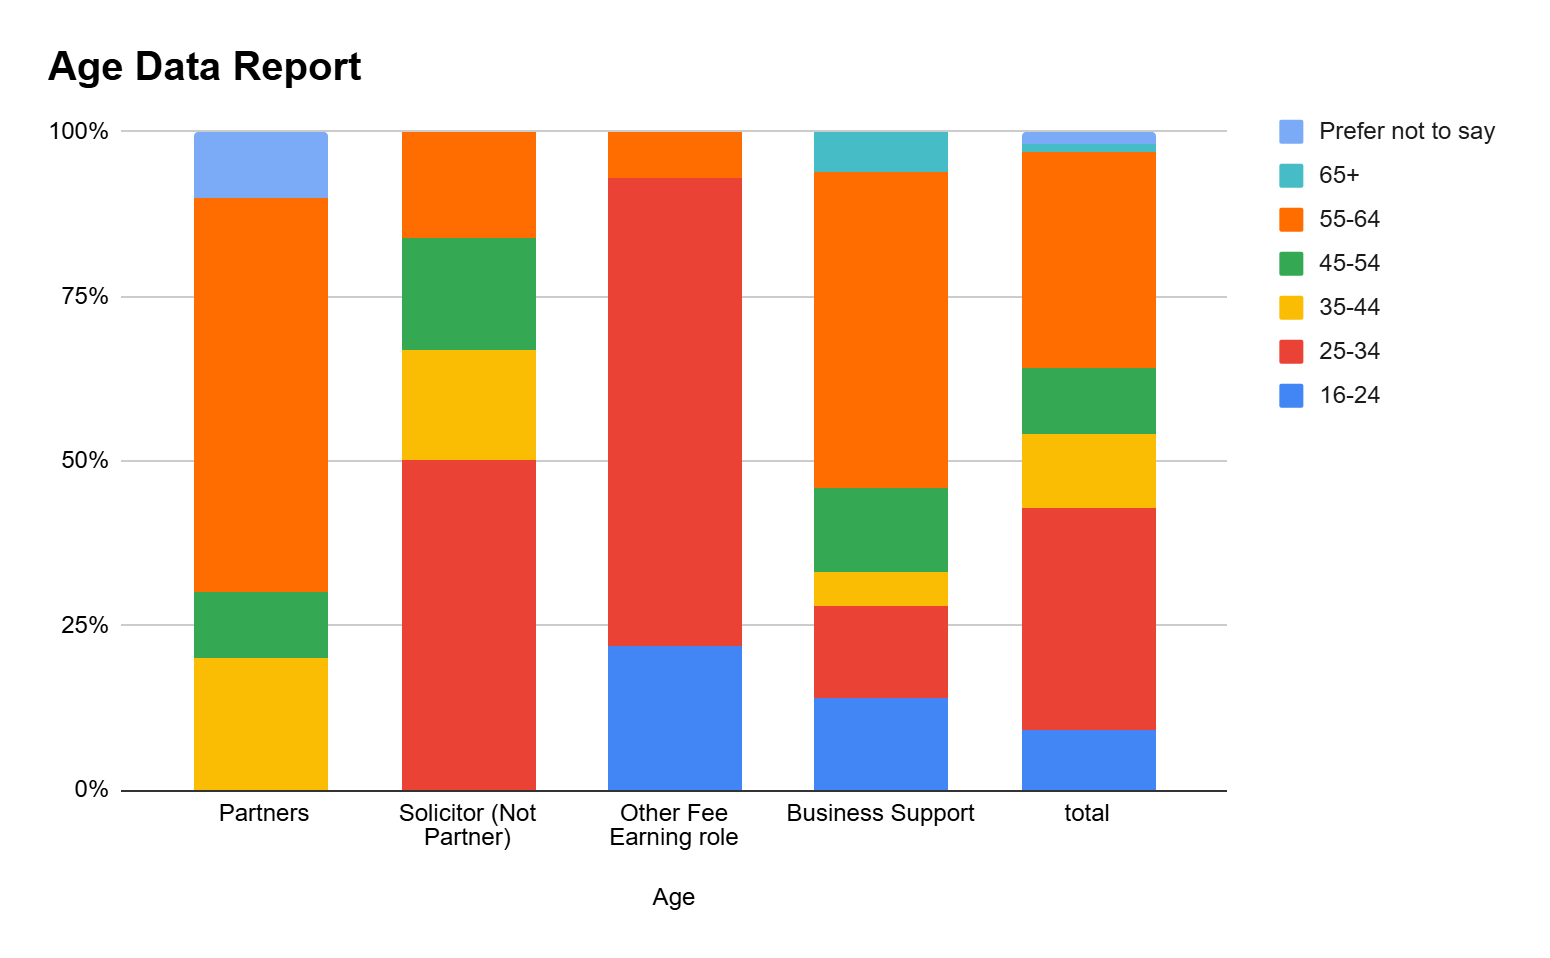 Age Data Report
100%
75%
50%
25%
0%
Partners
Solicitor (Not
Partner)
Other Fee
Earning role
Business Support
total
Age
Prefer not to say
65+
55-64
45-54
35-44
25-34
16-24